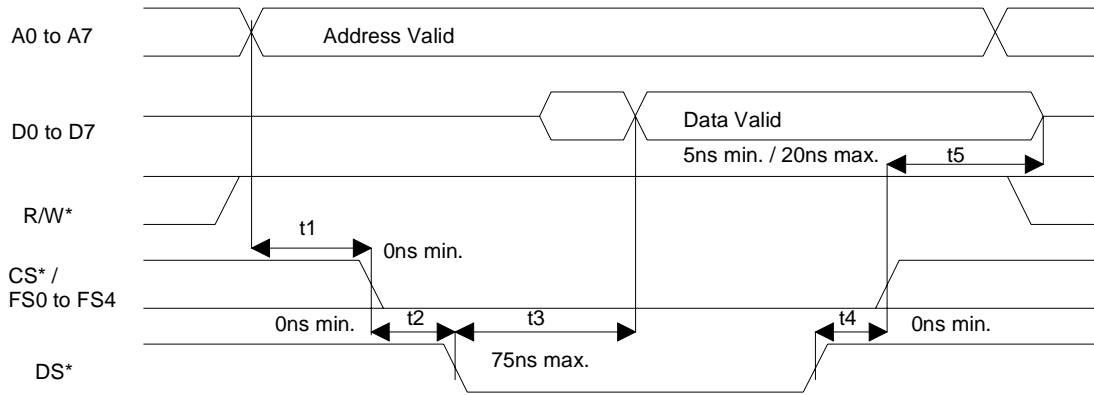 A0 to A7
Address Valid
D0 to D7
Data Valid
5ns min. / 20ns max.
t5
R/W*
t1
0ns min.
CS* /
FS0 to FS4
0ns min.
t2
t3
t4
0ns min.
75ns max.
DS*